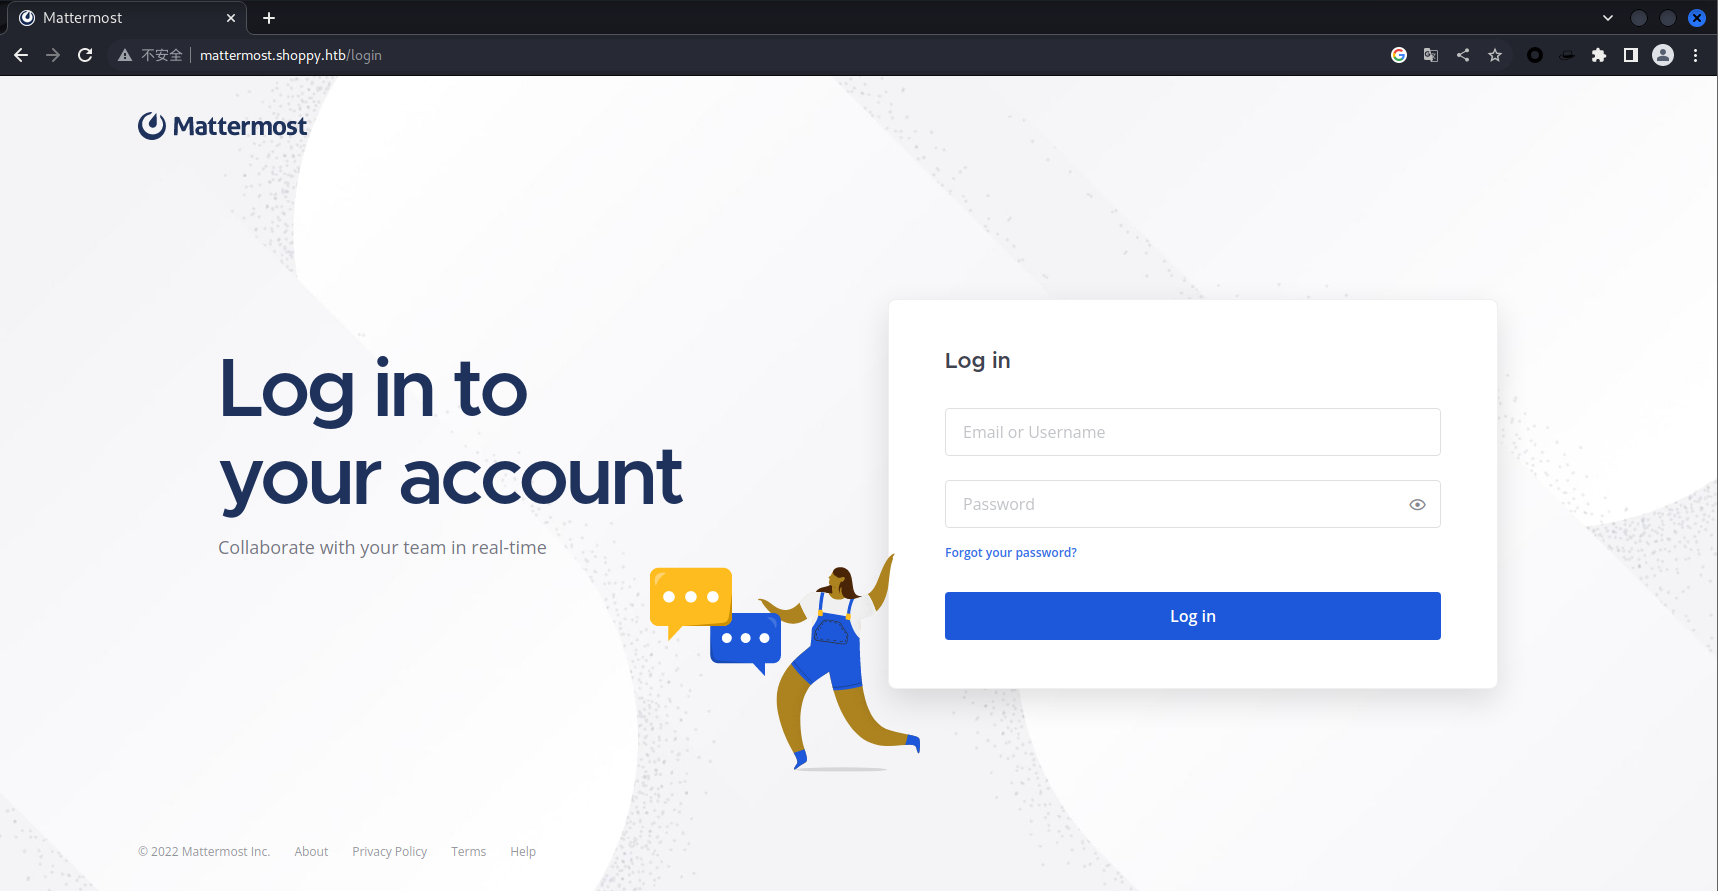 Mattermost
不安全 mattermost.shoppy.htb/login
Mattermost
Log in to
your account
Collaborate with your team in real-time
Log in
Email or Username
Password
Forgot your password?
Log in
© 2022 Mattermost Inc. About Privacy Policy Terms Help